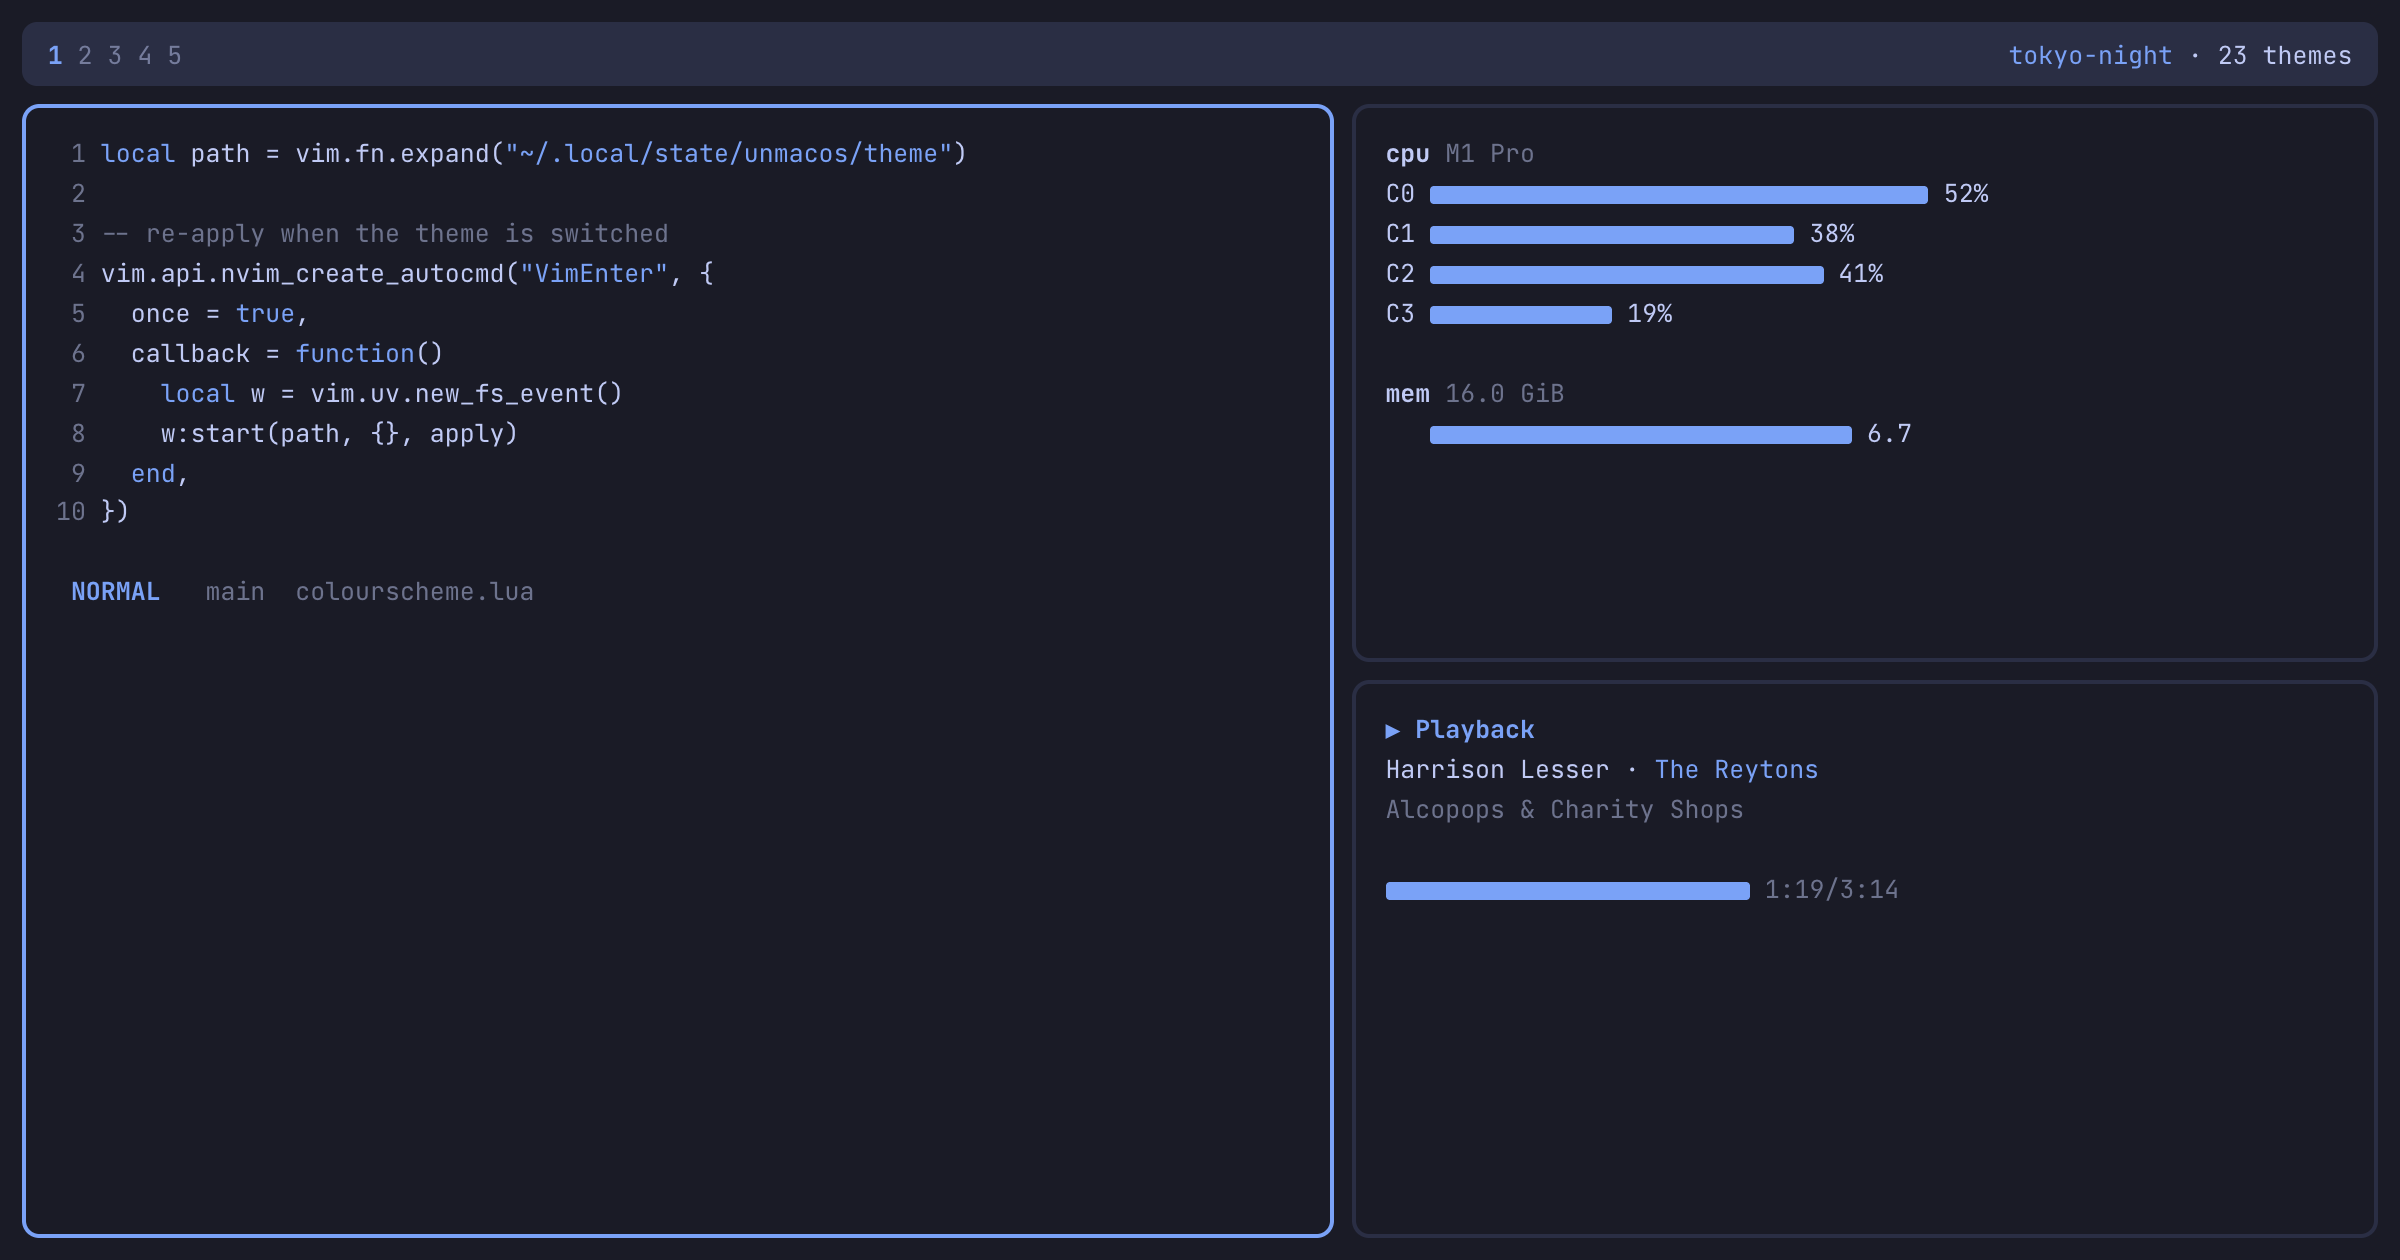 1 2 3 4 5
tokyo-night · 23 themes
1 local path = vim.fn.expand("~/.local/state/unmacos/theme")
2
3 -- re-apply when the theme is switched
4 vim.api.nvim_create_autocmd("VimEnter", {
5   once = true,
6   callback = function()
7     local w = vim.uv.new_fs_event()
8     w:start(path, {}, apply)
9   end,
10 })
NORMAL   main  colourscheme.lua
cpu M1 Pro
C0 52%
C1 38%
C2 41%
C3 19%
mem 16.0 GiB
6.7
▶ Playback
Harrison Lesser · The Reytons
Alcopops & Charity Shops
1:19/3:14